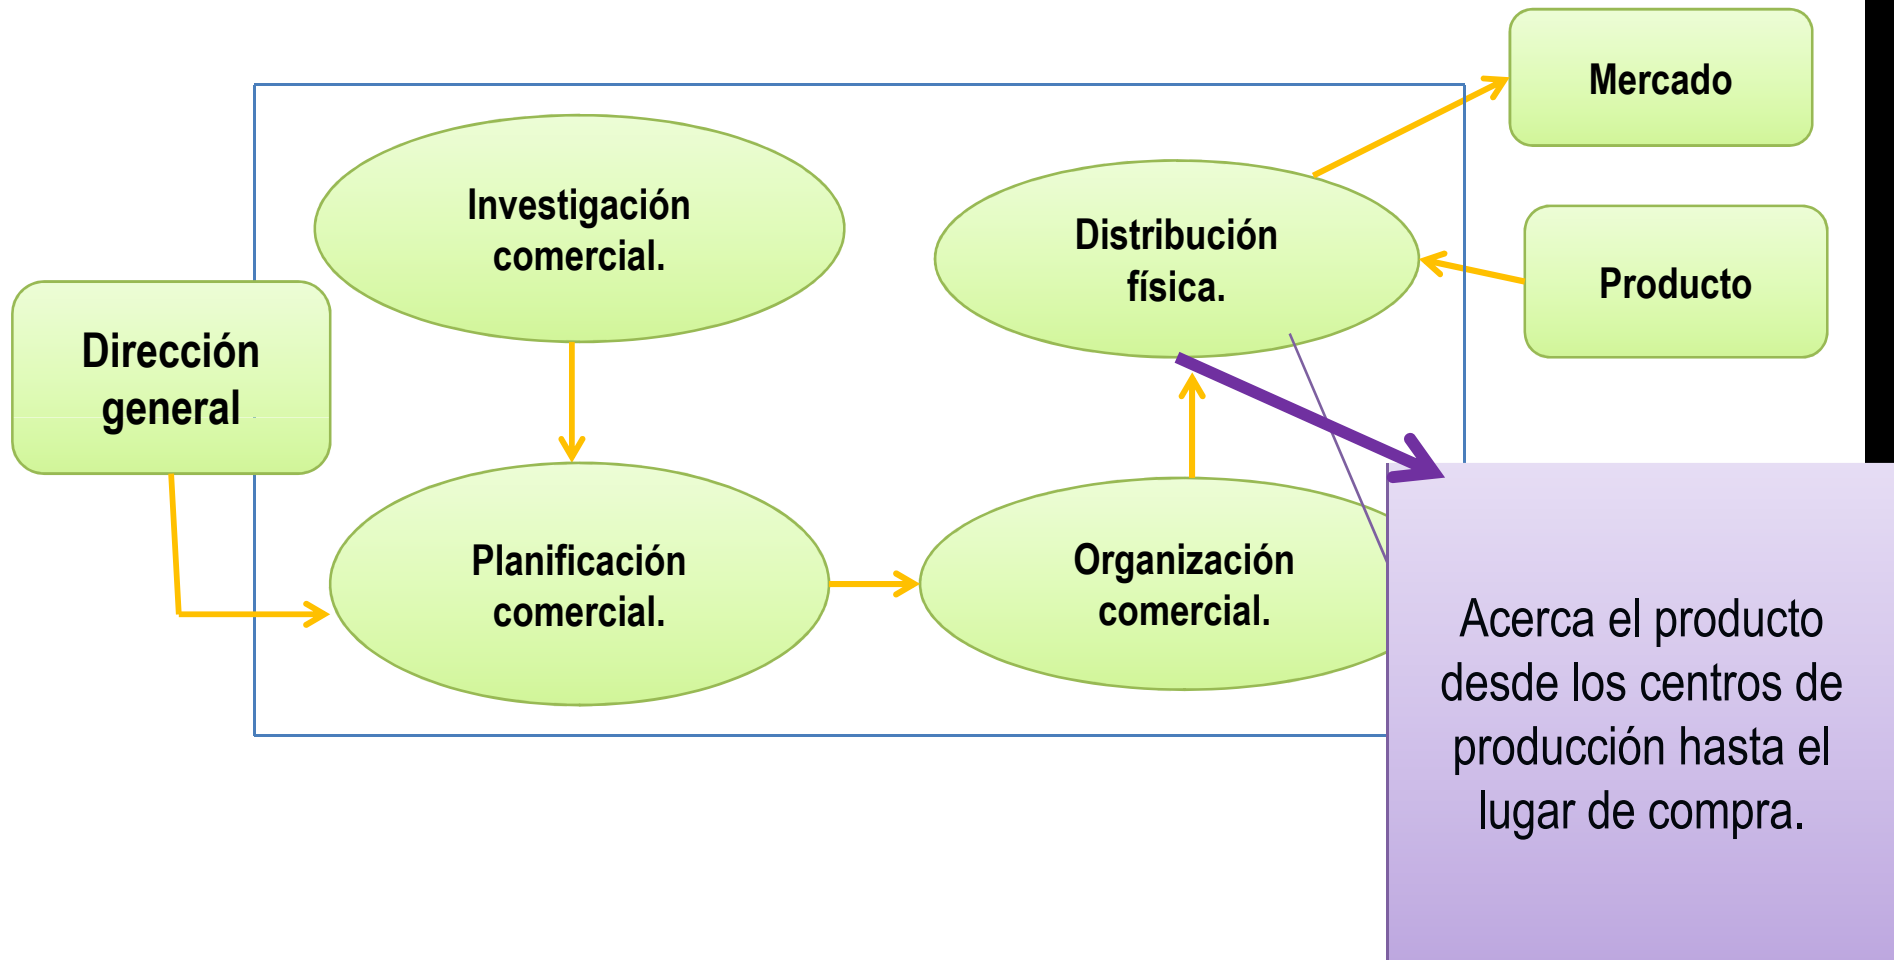 Mercado
Investigación
comercial.
Distribución
física.
Producto
Dirección
general
Planificación
comercial.
Organización
comercial.
Acerca el producto
desde los centros de
producción hasta el
lugar de compra.